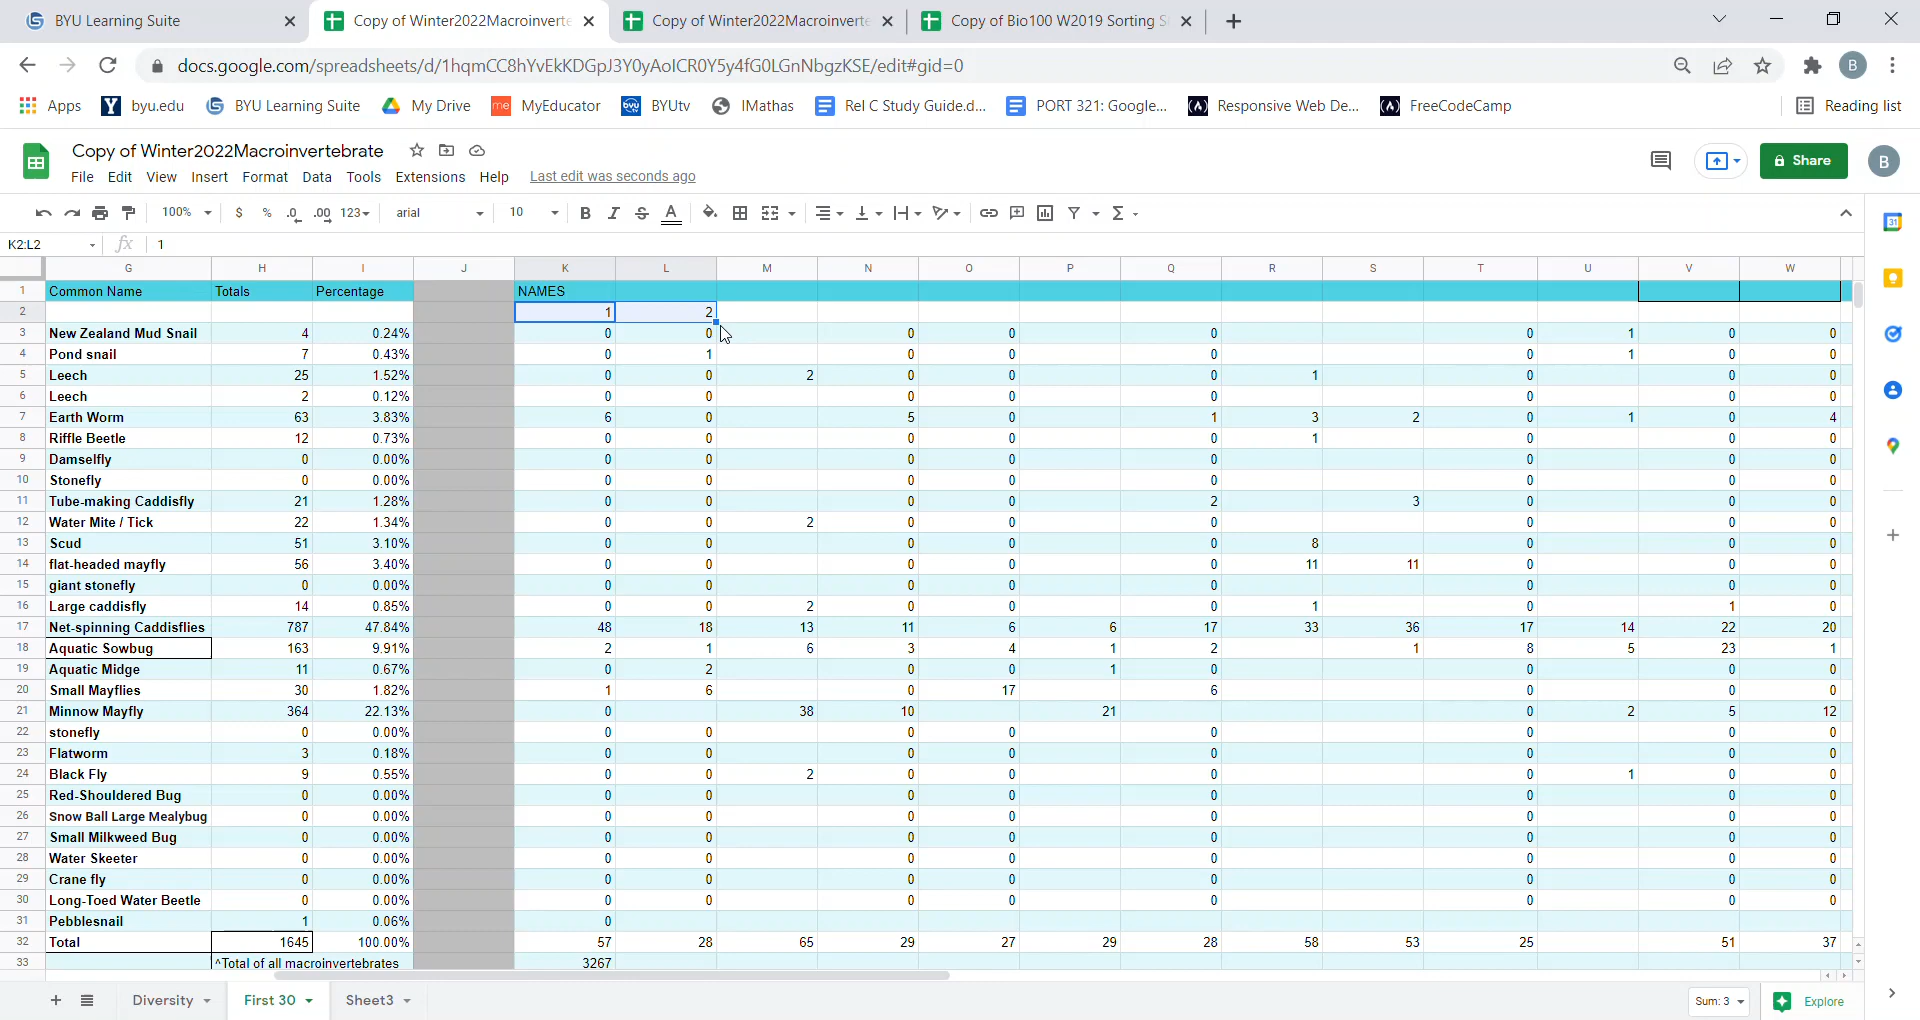 BYU Learning Suite
Copy of Winter2022Macroinverte
Copy of Winter2022Macroinverte
Copy of Bio100 W2019 Sorting S
docs.google.com/spreadsheets/d/1hqmCC8hYvEkKDGpJ3Y0yAoICR0Y5y4fG0LGnNbgzKSE/edit#gid=0
B
Apps byu.edu BYU Learning Suite My Drive me MyEducator byu BYUtv IMathas Rel C Study Guide.d... PORT 321: Google... Responsive Web De... FreeCodeCamp Reading list
Copy of Winter2022Macroinvertebrate
Share
B
File Edit View Insert Format Data Tools Extensions Help Last edit was seconds ago
100% $ % .0 .00 123 arial 10 B I S A
31
K2:L2 fx 1
G H I J K L M N O P Q R S T U V W
1 Common Name Totals Percentage NAMES
2 1 2
3 New Zealand Mud Snail 4 0.24% 0 0 0 0 0 0 1 0 0
4 Pond snail 7 0.43% 0 1 0 0 0 0 1 0 0
5 Leech 25 1.52% 0 0 2 0 0 0 1 0 0 0
6 Leech 2 0.12% 0 0 0 0 0 0 0 0
7 Earth Worm 63 3.83% 6 0 5 0 1 3 2 0 1 0 4
8 Riffle Beetle 12 0.73% 0 0 0 0 0 1 0 0 0
9 Damselfly 0 0.00% 0 0 0 0 0 0 0 0
10 Stonefly 0 0.00% 0 0 0 0 0 0 0 0
11 Tube-making Caddisfly 21 1.28% 0 0 0 0 2 3 0 0 0
12 Water Mite / Tick 22 1.34% 0 0 2 0 0 0 0 0 0
13 Scud 51 3.10% 0 0 0 0 0 8 0 0 0
14 flat-headed mayfly 56 3.40% 0 0 0 0 0 11 11 0 0 0
15 giant stonefly 0 0.00% 0 0 0 0 0 0 0 0
16 Large caddisfly 14 0.85% 0 0 2 0 0 0 1 0 1 0
17 Net-spinning Caddisflies 787 47.84% 48 18 13 11 6 6 17 33 36 17 14 22 20
18 Aquatic Sowbug 163 9.91% 2 1 6 3 4 1 2 1 8 5 23 1
19 Aquatic Midge 11 0.67% 0 2 0 0 1 0 0 0 0
20 Small Mayflies 30 1.82% 1 6 0 17 6 0 0 0
21 Minnow Mayfly 364 22.13% 0 38 10 21 0 2 5 12
22 stonefly 0 0.00% 0 0 0 0 0 0 0 0
23 Flatworm 3 0.18% 0 0 0 0 0 0 0 0
24 Black Fly 9 0.55% 0 0 2 0 0 0 0 1 0 0
25 Red-Shouldered Bug 0 0.00% 0 0 0 0 0 0 0 0
26 Snow Ball Large Mealybug 0 0.00% 0 0 0 0 0 0 0 0
27 Small Milkweed Bug 0 0.00% 0 0 0 0 0 0 0 0
28 Water Skeeter 0 0.00% 0 0 0 0 0 0 0 0
29 Crane fly 0 0.00% 0 0 0 0 0 0 0 0
30 Long-Toed Water Beetle 0 0.00% 0 0 0 0 0 0 0 0
31 Pebblesnail 1 0.06% 0
32 Total 1645 100.00% 57 28 65 29 27 29 28 58 53 25 51 37
33 ^Total of all macroinvertebrates 3267
Diversity First 30 Sheet3 Sum: 3 Explore